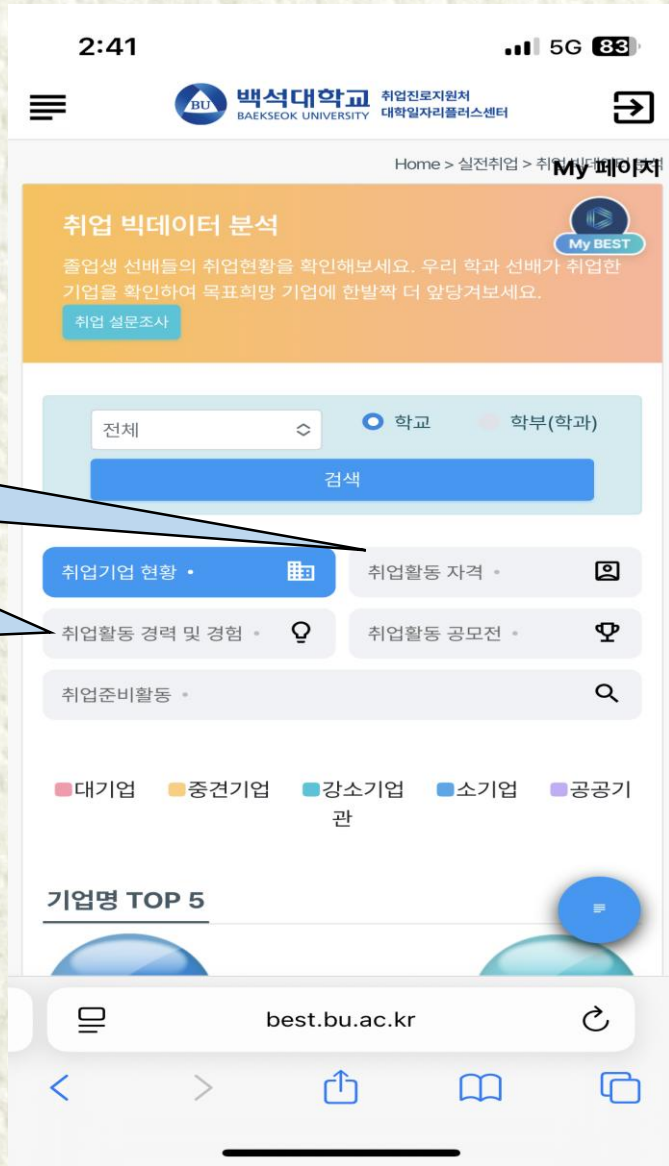 2:41
5G 83
BU 백석대학교 취업진로지원처
BAEKSEOK UNIVERSITY 대학일자리플러스센터
Home > 실전취업 >
My 페이지
취업 빅데이터 분석
My BEST
졸업생 선배들의 취업현황을 확인해보세요. 우리 학과 선배가 취업한
기업을 확인하여 목표희망 기업에 한발짝 더 앞당겨보세요.
취업 설문조사
전체
학교
학부(학과)
검색
취업기업 현황 •
취업활동 자격 •
취업활동 경력 및 경험 •
취업활동 공모전 •
취업준비활동 •
대기업 중견기업 강소기업 소기업 공공기
관
기업명 TOP 5
best.bu.ac.kr